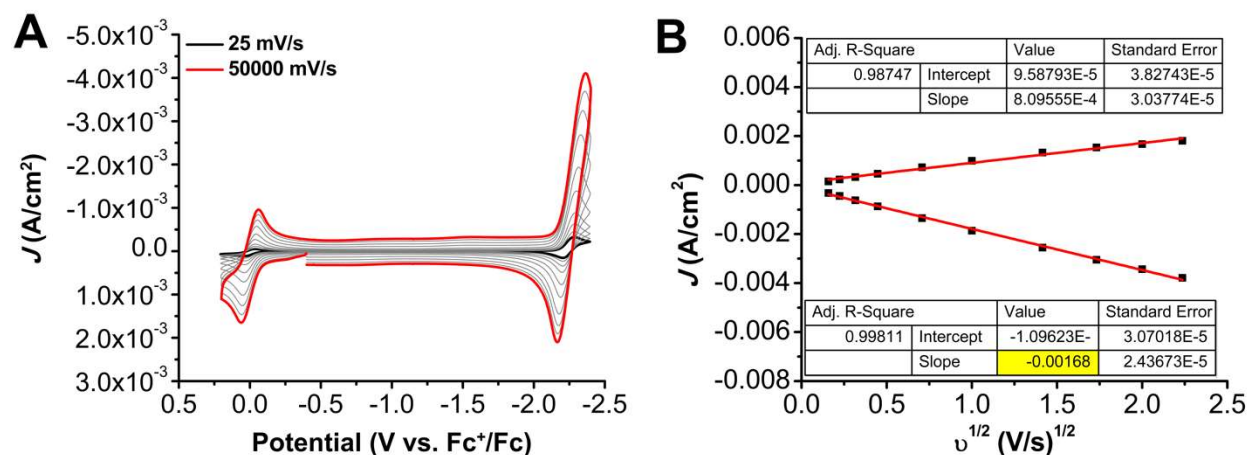 A
-5.0x10⁻³
-4.0x10⁻³
-3.0x10⁻³
-2.0x10⁻³
-1.0x10⁻³
0.0
1.0x10⁻³
2.0x10⁻³
3.0x10⁻³
J (A/cm²)
25 mV/s
50000 mV/s
0.5 0.0 -0.5 -1.0 -1.5 -2.0 -2.5
Potential (V vs. Fc⁺/Fc)
B
0.006
0.004
0.002
0.000
-0.002
-0.004
-0.006
-0.008
J (A/cm²)
Adj. R-Square Value Standard Error
0.98747 Intercept 9.58793E-5 3.82743E-5
Slope 8.09555E-4 3.03774E-5
Adj. R-Square Value Standard Error
0.99811 Intercept -1.09623E- 3.07018E-5
Slope -0.00168 2.43673E-5
0.0 0.5 1.0 1.5 2.0 2.5
υ^1/2 (V/s)^1/2